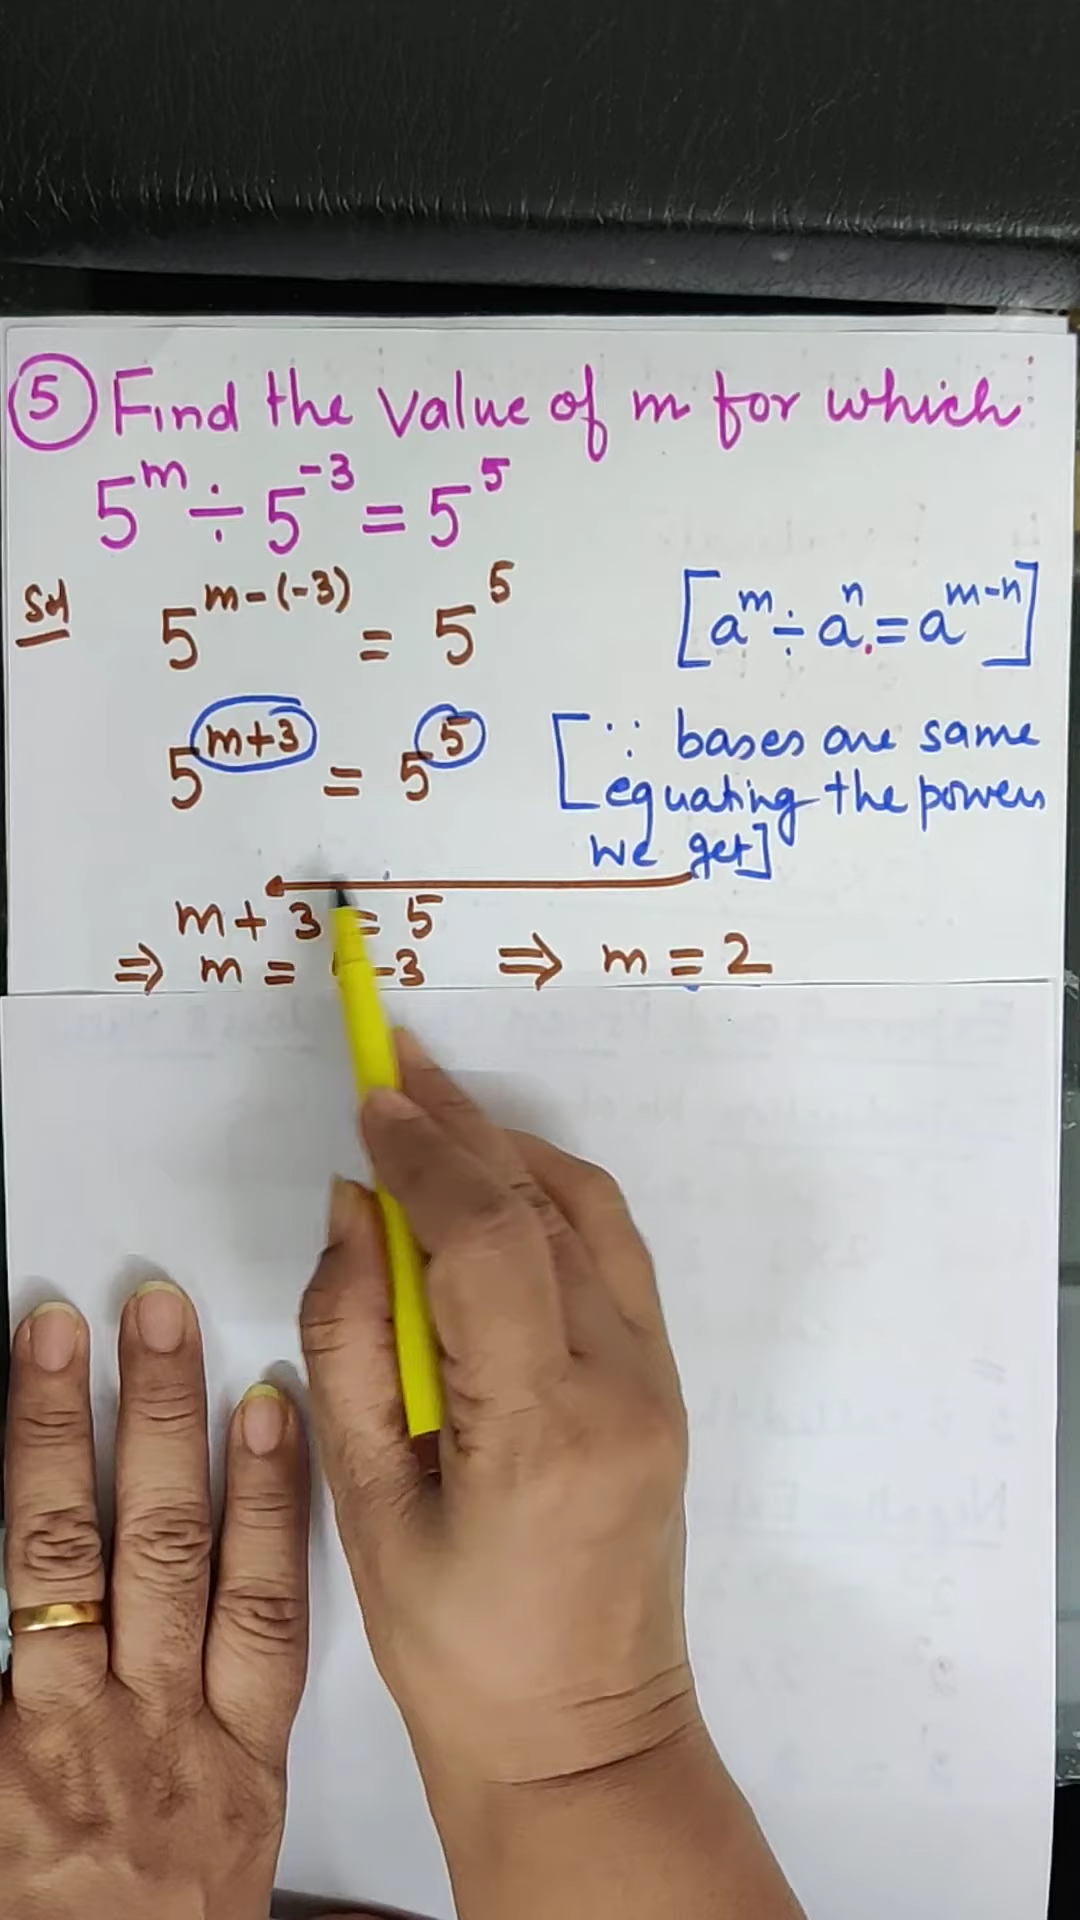 ⑤ Find the value of m for which
5^m ÷ 5^-3 = 5^5
Sol 5^m-(-3) = 5^5 [a^m ÷ a^n = a^m-n]
5^m+3 = 5^5 [∵ bases are same
equating the powers
we get]
m + 3 = 5
⇒ m = -3 ⇒ m = 2